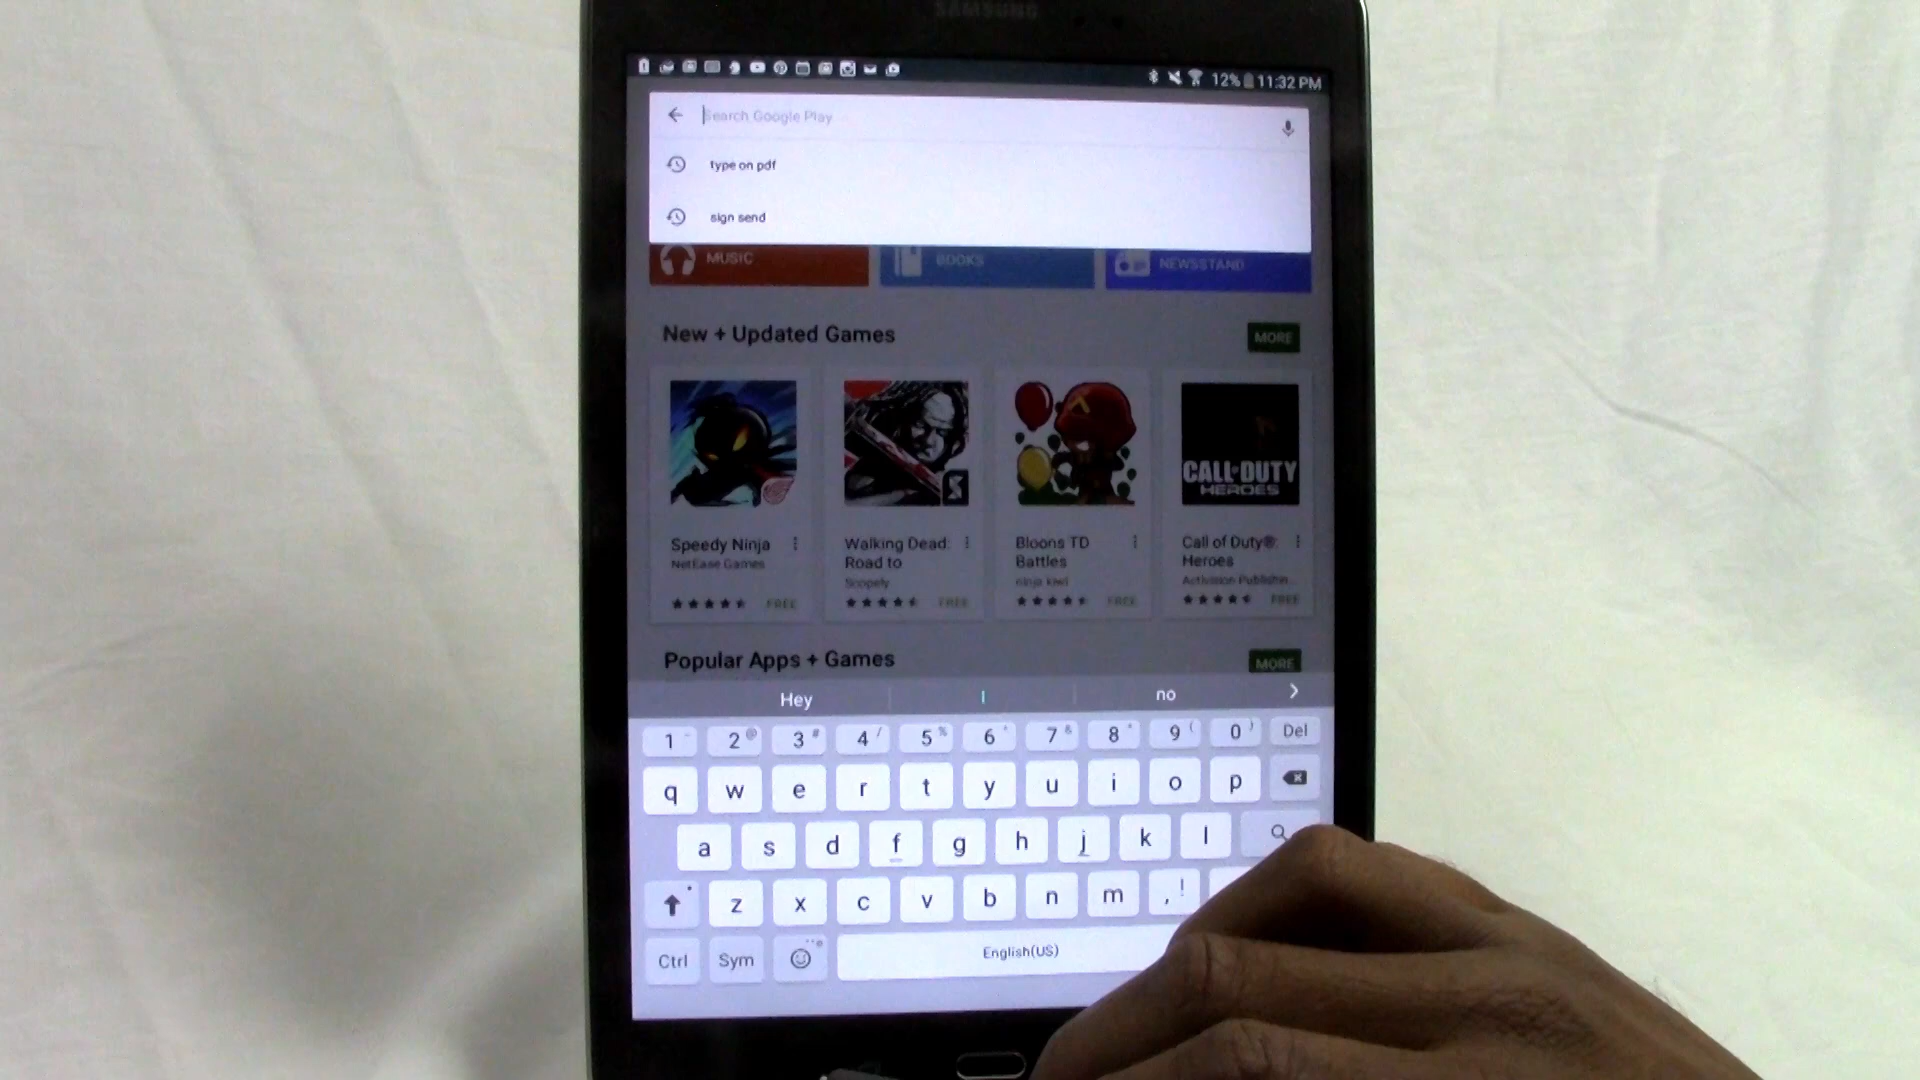 SAMSUNG
12% 11:32 PM
Search Google Play
type on pdf
sign send
MUSIC BOOKS NEWSSTAND
New + Updated Games MORE
CALL OF DUTY
HEROES
Speedy Ninja
NetEase Games
FREE
Walking Dead:
Road to
Scopely
FREE
Bloons TD
Battles
ninja kiwi
FREE
Call of Duty®:
Heroes
Activision Publishin...
FREE
Popular Apps + Games MORE
Hey I no
1 2 @ 3 # 4 / 5 % 6 ^ 7 & 8 * 9 ( 0 ) Del
q w e r t y u i o p
a s d f g h j k l
z x c v b n m , !
Ctrl Sym English(US)